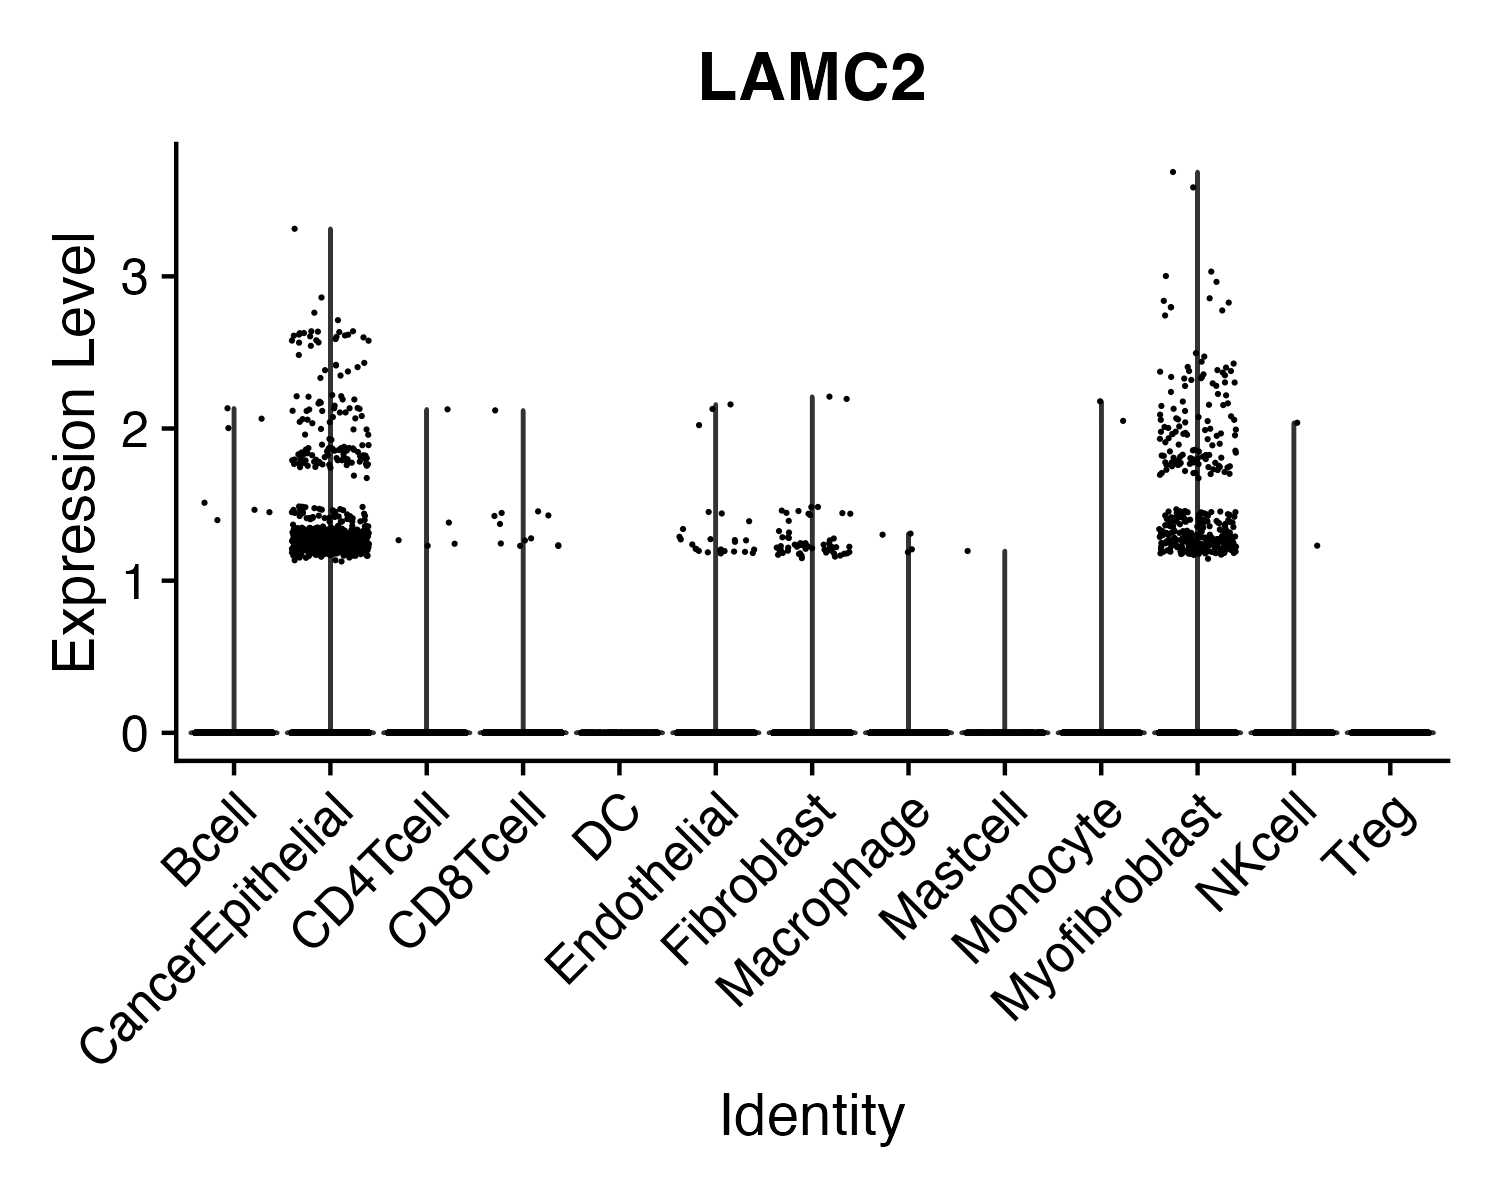 LAMC2
Expression Level
3
2
1
0
Bcell
CancerEpithelial
CD4Tcell
CD8Tcell
DC
Endothelial
Fibroblast
Macrophage
Mastcell
Monocyte
Myofibroblast
NKcell
Treg
Identity